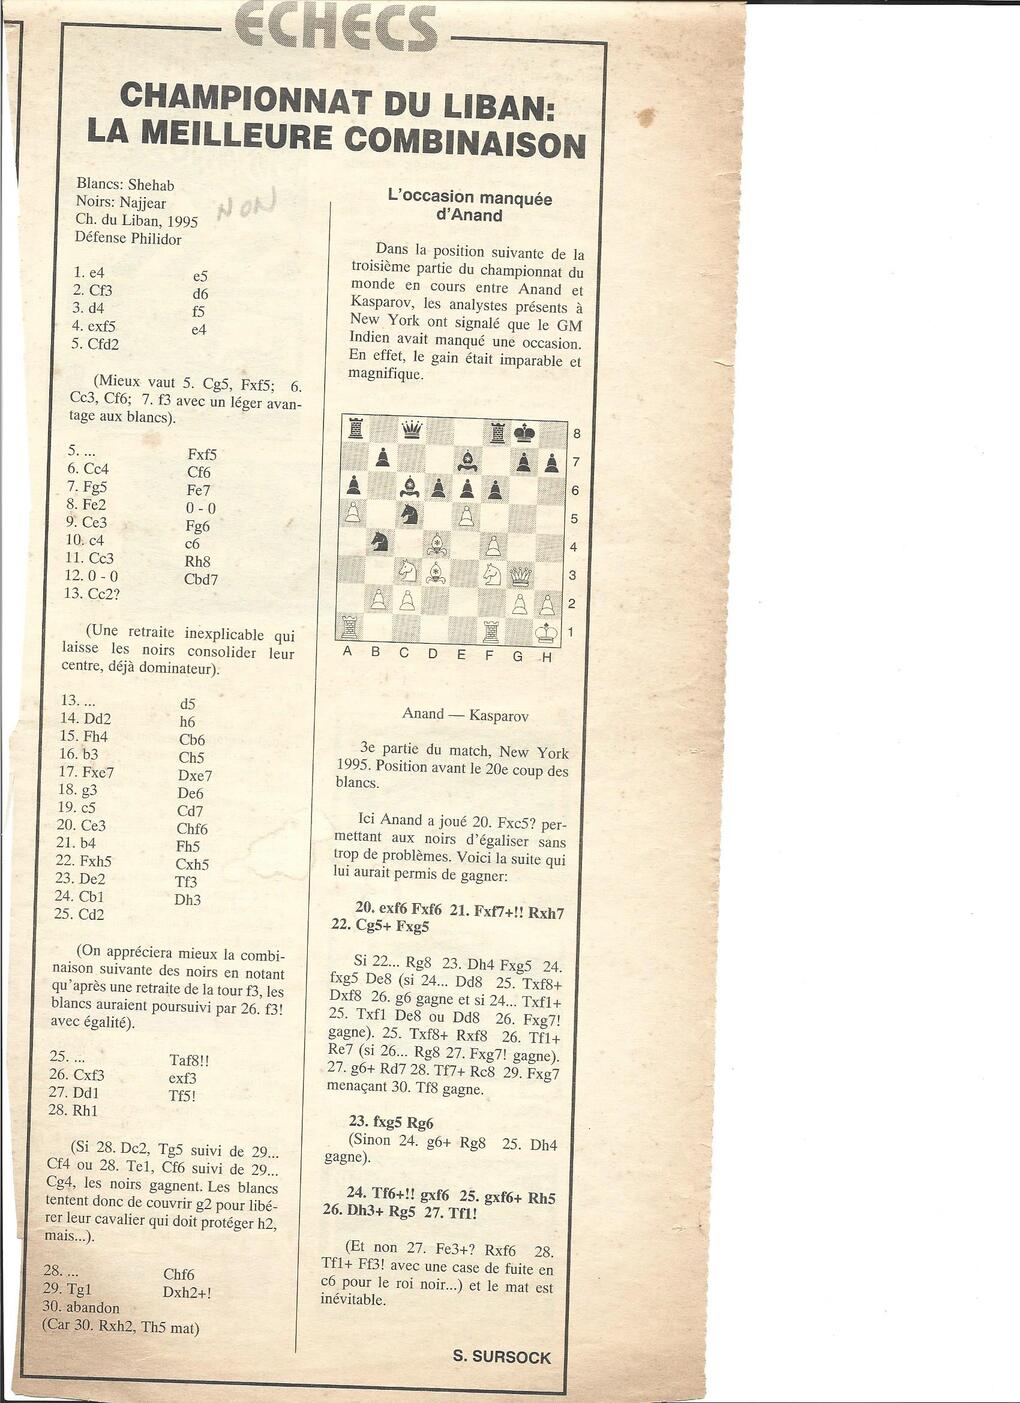 ECHECS
CHAMPIONNAT DU LIBAN:
LA MEILLEURE COMBINAISON
Blancs: Shehab
Noirs: Najjear
Ch. du Liban, 1995
Défense Philidor
NON
1. e4 e5
2. Cf3 d6
3. d4 f5
4. exf5 e4
5. Cfd2
(Mieux vaut 5. Cg5, Fxf5; 6.
Cc3, Cf6; 7. f3 avec un léger avan-
tage aux blancs).
5. ... Fxf5
6. Cc4 Cf6
7. Fg5 Fe7
8. Fe2 0 - 0
9. Ce3 Fg6
10. c4 c6
11. Cc3 Rh8
12. 0 - 0 Cbd7
13. Cc2?
(Une retraite inexplicable qui
laisse les noirs consolider leur
centre, déjà dominateur).
13. ... d5
14. Dd2 h6
15. Fh4 Cb6
16. b3 Ch5
17. Fxe7 Dxe7
18. g3 De6
19. c5 Cd7
20. Ce3 Chf6
21. b4 Fh5
22. Fxh5 Cxh5
23. De2 Tf3
24. Cb1 Dh3
25. Cd2
(On appréciera mieux la combi-
naison suivante des noirs en notant
qu'après une retraite de la tour f3, les
blancs auraient poursuivi par 26. f3!
avec égalité).
25. ... Taf8!!
26. Cxf3 exf3
27. Dd1 Tf5!
28. Rh1
(Si 28. Dc2, Tg5 suivi de 29...
Cf4 ou 28. Te1, Cf6 suivi de 29...
Cg4, les noirs gagnent. Les blancs
tentent donc de couvrir g2 pour libé-
rer leur cavalier qui doit protéger h2,
mais...).
28. ... Chf6
29. Tg1 Dxh2+!
30. abandon
(Car 30. Rxh2, Th5 mat)
L'occasion manquée
d'Anand
Dans la position suivante de la
troisième partie du championnat du
monde en cours entre Anand et
Kasparov, les analystes présents à
New York ont signalé que le GM
Indien avait manqué une occasion.
En effet, le gain était imparable et
magnifique.
8
7
6
5
4
3
2
1
A B C D E F G H
Anand — Kasparov
3e partie du match, New York
1995. Position avant le 20e coup des
blancs.
Ici Anand a joué 20. Fxc5? per-
mettant aux noirs d'égaliser sans
trop de problèmes. Voici la suite qui
lui aurait permis de gagner:
20. exf6 Fxf6 21. Fxf7+!! Rxh7
22. Cg5+ Fxg5
Si 22... Rg8 23. Dh4 Fxg5 24.
fxg5 De8 (si 24... Dd8 25. Txf8+
Dxf8 26. g6 gagne et si 24... Txf1+
25. Txf1 De8 ou Dd8 26. Fxg7!
gagne). 25. Txf8+ Rxf8 26. Tf1+
Re7 (si 26... Rg8 27. Fxg7! gagne).
27. g6+ Rd7 28. Tf7+ Rc8 29. Fxg7
menaçant 30. Tf8 gagne.
23. fxg5 Rg6
(Sinon 24. g6+ Rg8 25. Dh4
gagne).
24. Tf6+!! gxf6 25. gxf6+ Rh5
26. Dh3+ Rg5 27. Tf1!
(Et non 27. Fe3+? Rxf6 28.
Tf1+ Ff3! avec une case de fuite en
c6 pour le roi noir...) et le mat est
inévitable.
S. SURSOCK